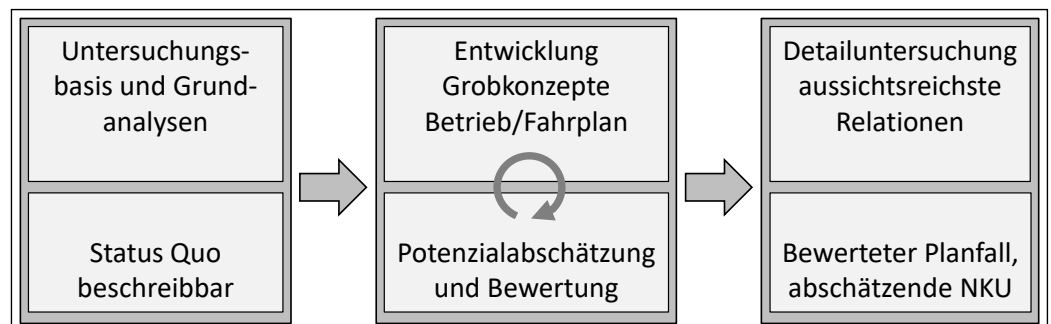 Untersuchungs-
basis und Grund-
analysen
Status Quo
beschreibbar
Entwicklung
Grobkonzepte
Betrieb/Fahrplan
Potenzialabschätzung
und Bewertung
Detailuntersuchung
aussichtsreichste
Relationen
Bewerteter Planfall,
abschätzende NKU